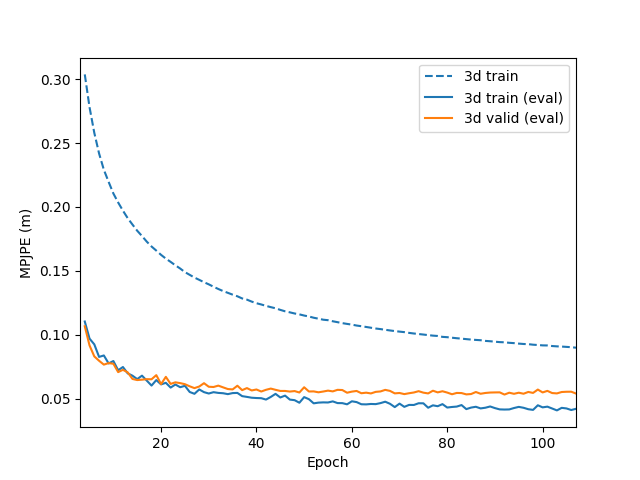 3d train
3d train (eval)
3d valid (eval)
0.30
0.25
0.20
0.15
0.10
0.05
MPJPE (m)
20 40 60 80 100
Epoch